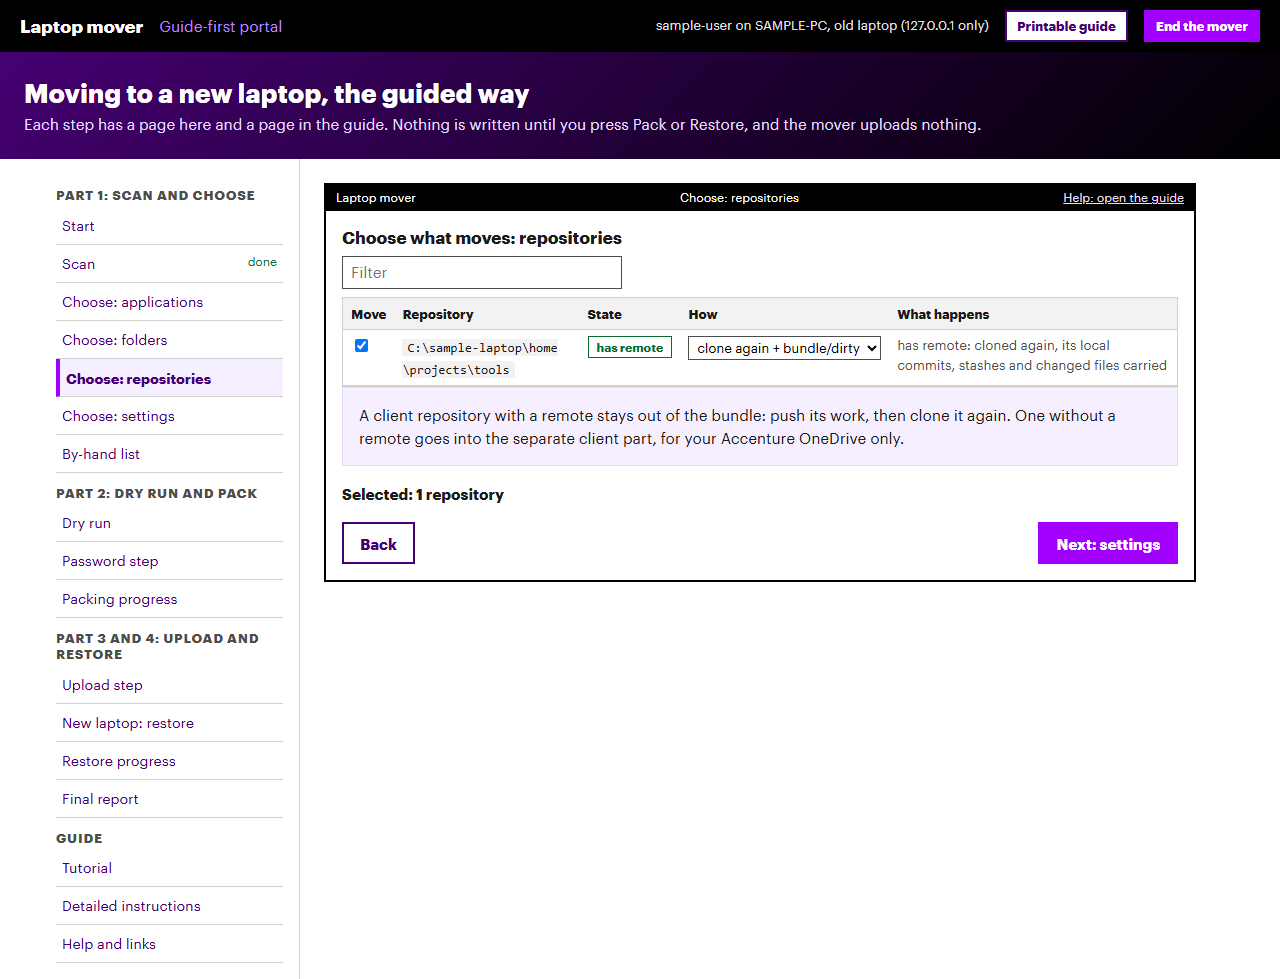 Laptop mover
Guide-first portal
sample-user on SAMPLE-PC, old laptop (127.0.0.1 only)
Printable guide
End the mover
Moving to a new laptop, the guided way
Each step has a page here and a page in the guide. Nothing is written until you press Pack or Restore, and the mover uploads nothing.
PART 1: SCAN AND CHOOSE
Start
Scan
done
Choose: applications
Choose: folders
Choose: repositories
Choose: settings
By-hand list
PART 2: DRY RUN AND PACK
Dry run
Password step
Packing progress
PART 3 AND 4: UPLOAD AND
RESTORE
Upload step
New laptop: restore
Restore progress
Final report
GUIDE
Tutorial
Detailed instructions
Help and links
Laptop mover
Choose: repositories
Help: open the guide
Choose what moves: repositories
Filter
Move
Repository
State
How
What happens
C:\sample-laptop\home
\projects\tools
has remote
clone again + bundle/dirty
has remote: cloned again, its local
commits, stashes and changed files carried
A client repository with a remote stays out of the bundle: push its work, then clone it again. One without a
remote goes into the separate client part, for your Accenture OneDrive only.
Selected: 1 repository
Back
Next: settings